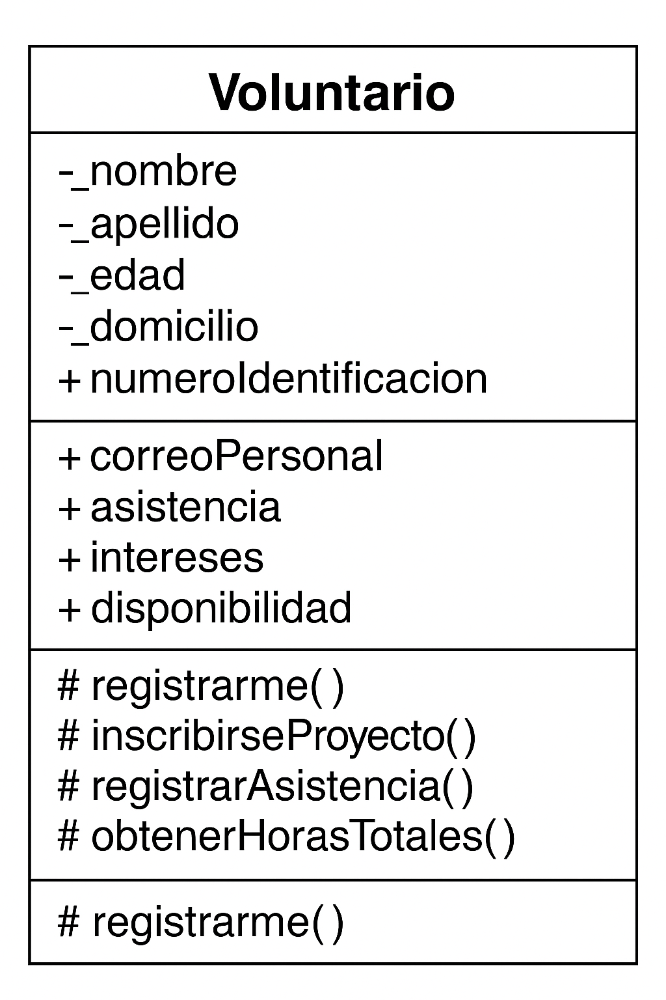 Voluntario
-_nombre
-_apellido
-_edad
-_domicilio
+ numeroIdentificacion
+ correoPersonal
+ asistencia
+ intereses
+ disponibilidad
# registrarme( )
# inscribirseProyecto( )
# registrarAsistencia( )
# obtenerHorasTotales( )
# registrarme( )